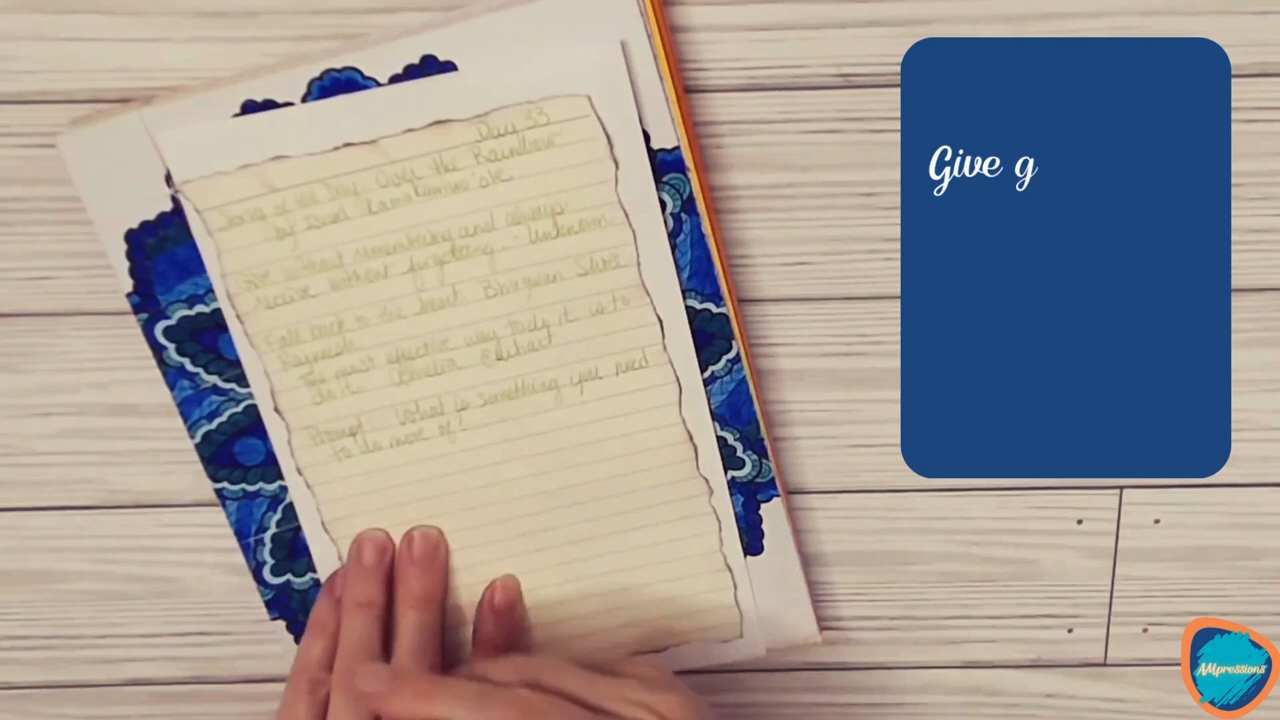 Day 33
Song of the Day: Over the Rainbow
by Israel Kamakawiwo'ole
Give without remembering and always
receive without forgetting. - Unknown
Fall back to the heart. Bhagwan Shree
Rajneesh
The most effective way to do it is to
do it. Amelia Earhart
Prompt: What is something you need
to do more of?
Give g
AMpressions